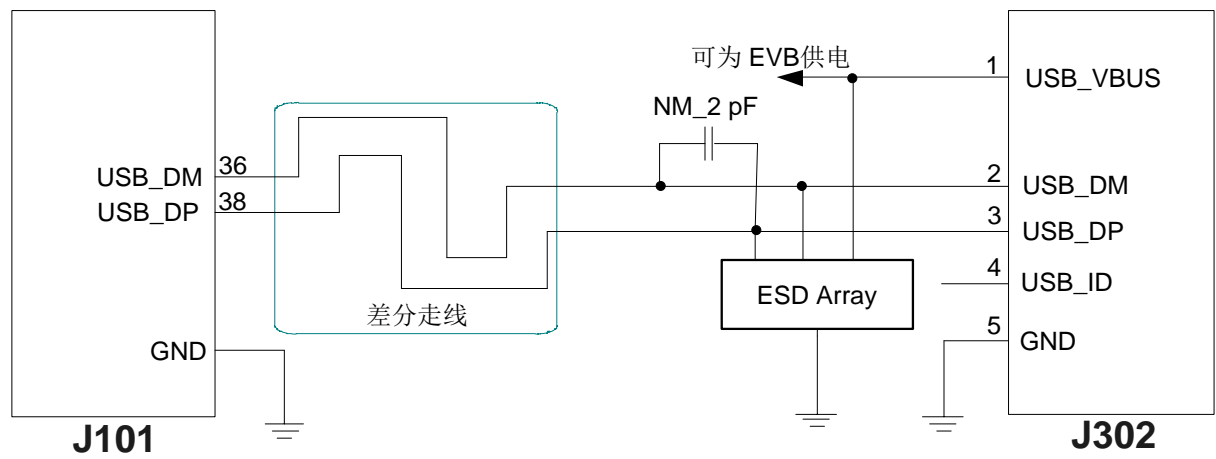 可为 EVB供电
1
USB_VBUS
NM_2 pF
USB_DM
36
USB_DP
38
2
USB_DM
3
USB_DP
4
USB_ID
ESD Array
差分走线
5
GND
GND
J101
J302